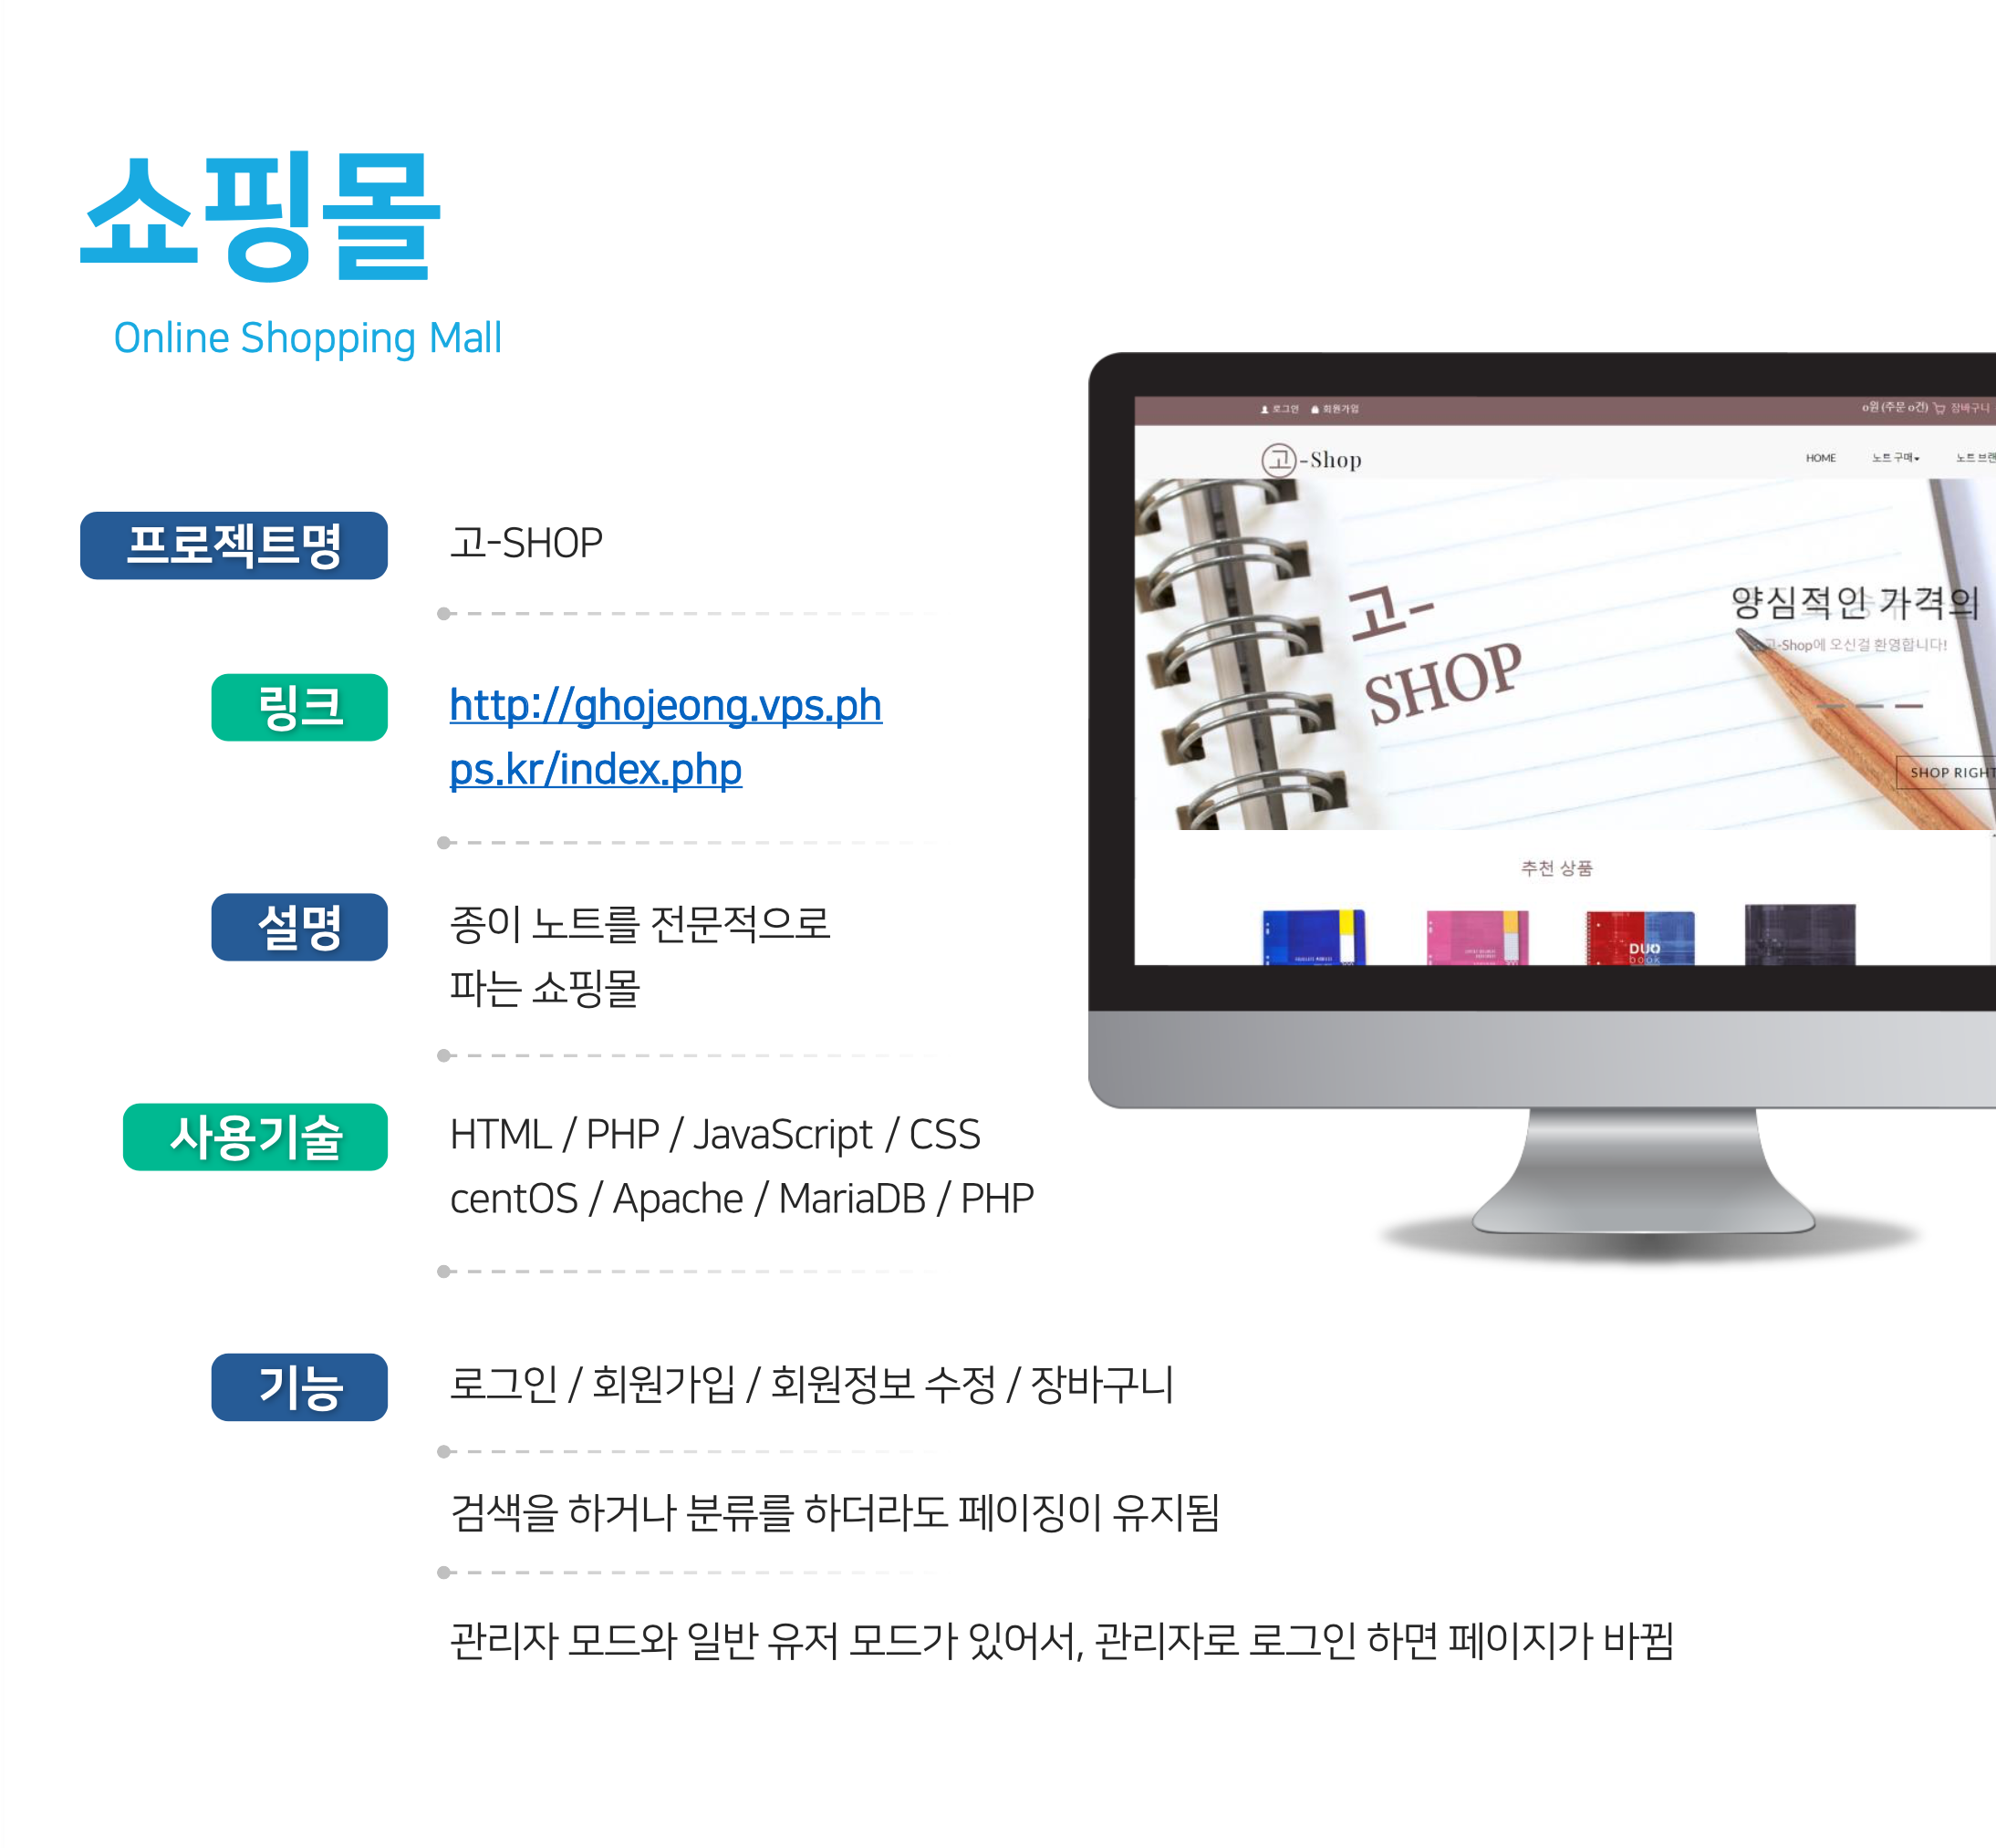 쇼핑몰
Online Shopping Mall
프로젝트명
고-SHOP
링크
http://ghojeong.vps.ph
ps.kr/index.php
설명
종이 노트를 전문적으로
파는 쇼핑몰
사용기술
HTML / PHP / JavaScript / CSS
centOS / Apache / MariaDB / PHP
기능
로그인 / 회원가입 / 회원정보 수정 / 장바구니
검색을 하거나 분류를 하더라도 페이징이 유지됨
관리자 모드와 일반 유저 모드가 있어서, 관리자로 로그인 하면 페이지가 바뀜
로그인 회원가입 0원 (주문 0건) 장바구니
고-Shop
HOME 노트 구매 노트 브랜
고-
SHOP
양심적인 가격의
고-Shop에 오신걸 환영합니다!
SHOP RIGHT
추천 상품
DUO
book